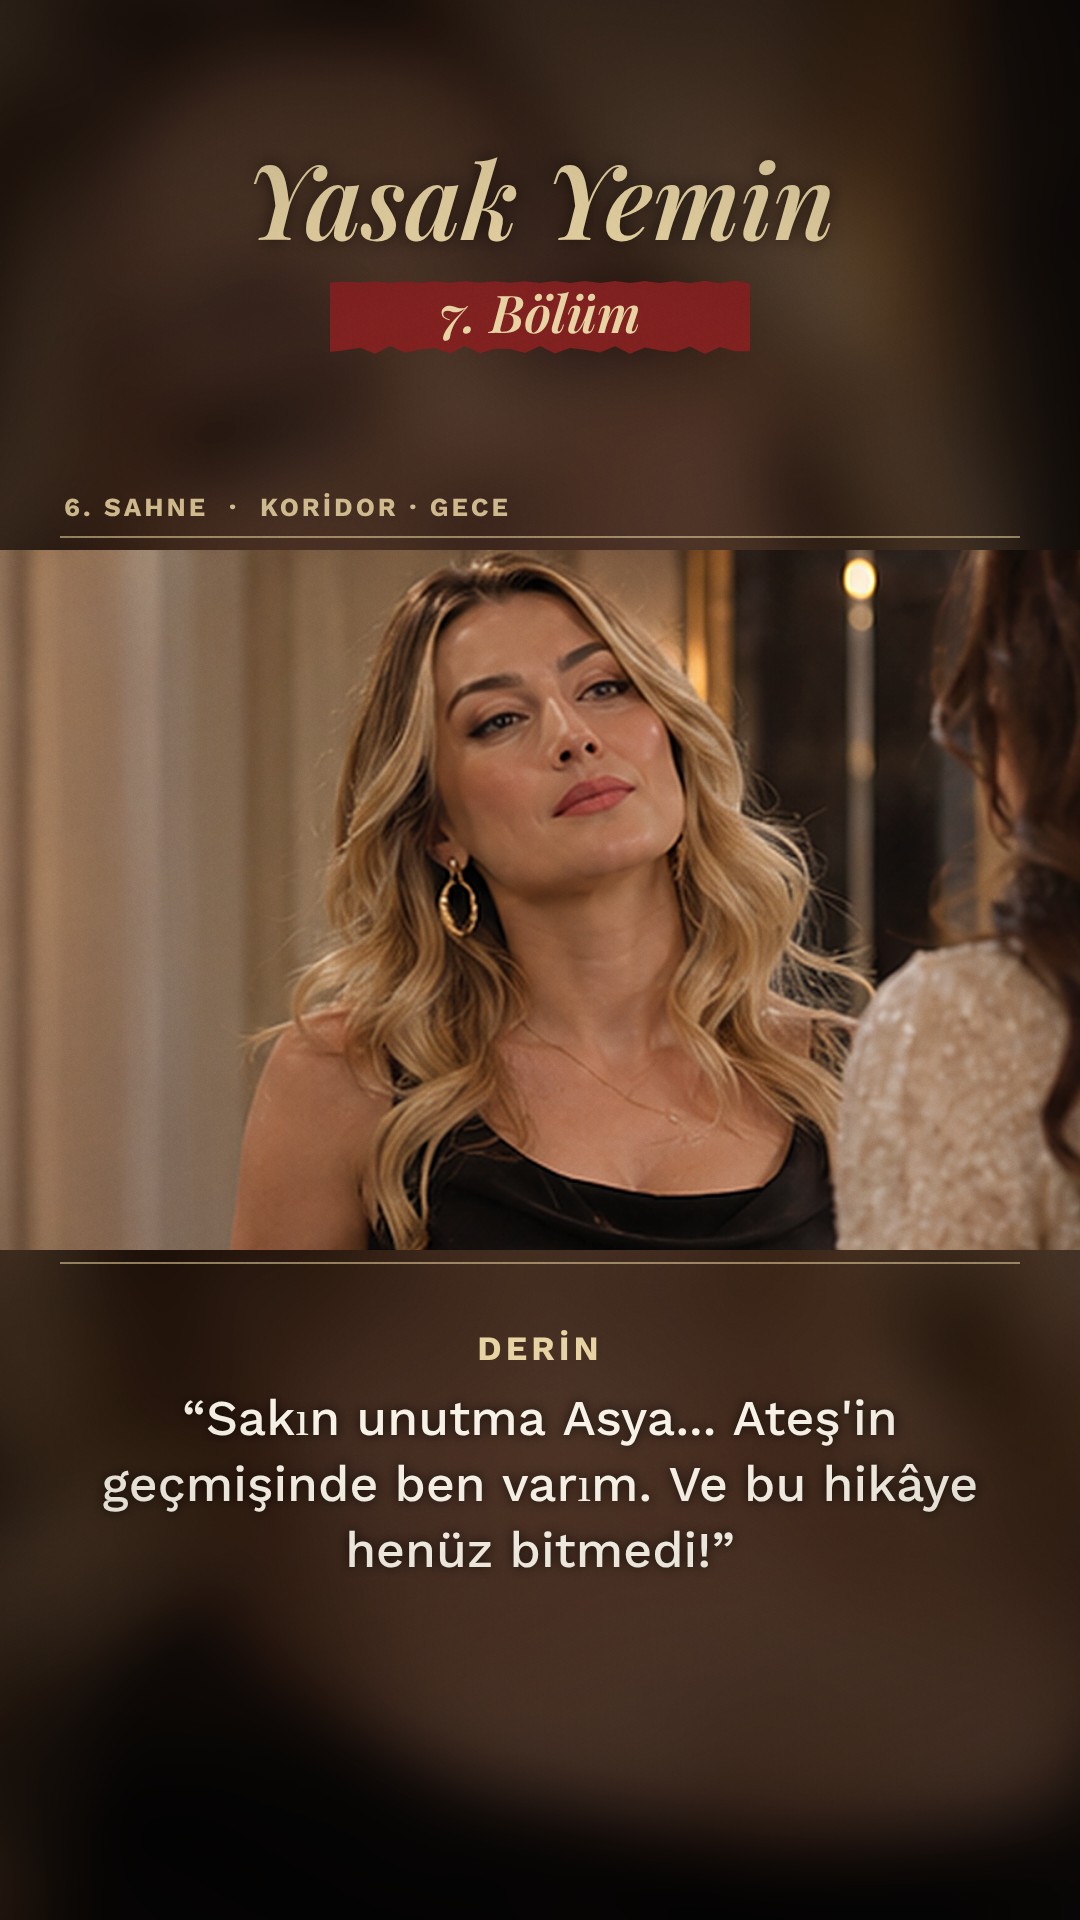 Yasak Yemin
7. Bölüm
6. SAHNE · KORİDOR · GECE
DERİN
“Sakın unutma Asya... Ateş'in
geçmişinde ben varım. Ve bu hikâye
henüz bitmedi!”